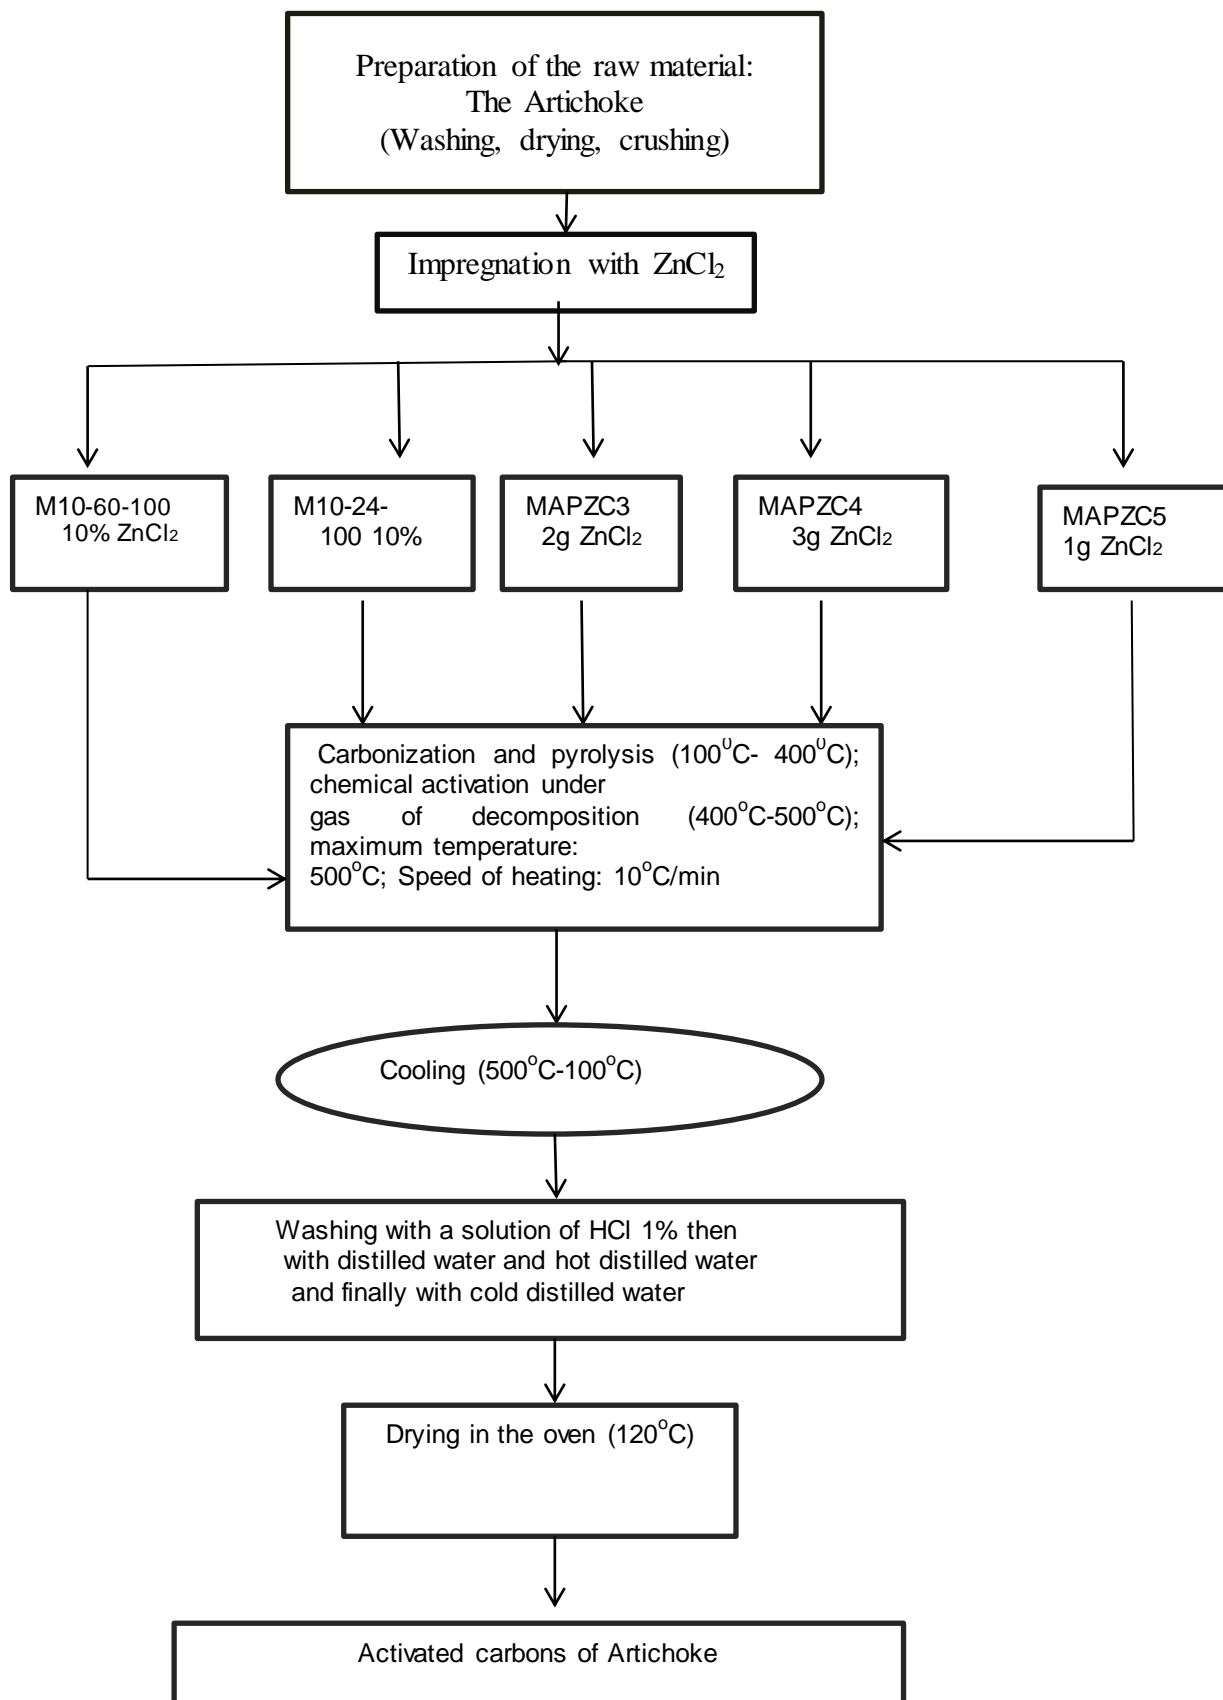 Preparation of the raw material:
The Artichoke
(Washing, drying, crushing)
Impregnation with ZnCl₂
M10-60-100
10% ZnCl₂
M10-24-
100 10%
MAPZC3
2g ZnCl₂
MAPZC4
3g ZnCl₂
MAPZC5
1g ZnCl₂
Carbonization and pyrolysis (100⁰C- 400⁰C);
chemical activation under
gas of decomposition (400°C-500°C);
maximum temperature:
500°C; Speed of heating: 10°C/min
Cooling (500°C-100°C)
Washing with a solution of HCl 1% then
with distilled water and hot distilled water
and finally with cold distilled water
Drying in the oven (120°C)
Activated carbons of Artichoke